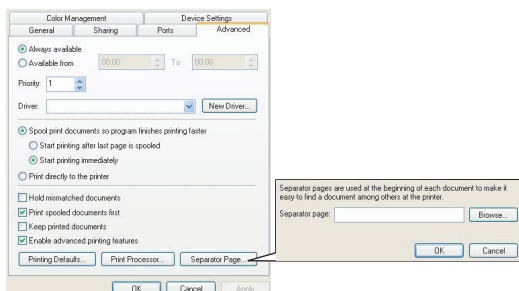 Color Management
Device Settings
General
Sharing
Ports
Advanced
Always available
Available from
00:00
To
00:00
Priority:
1
Driver:
New Driver...
Spool print documents so program finishes printing faster
Start printing after last page is spooled
Start printing immediately
Print directly to the printer
Hold mismatched documents
Print spooled documents first
Keep printed documents
Enable advanced printing features
Printing Defaults...
Print Processor...
Separator Page...
OK
Cancel
Apply
Separator pages are used at the beginning of each document to make it
easy to find a document among others at the printer.
Separator page:
Browse...
OK
Cancel